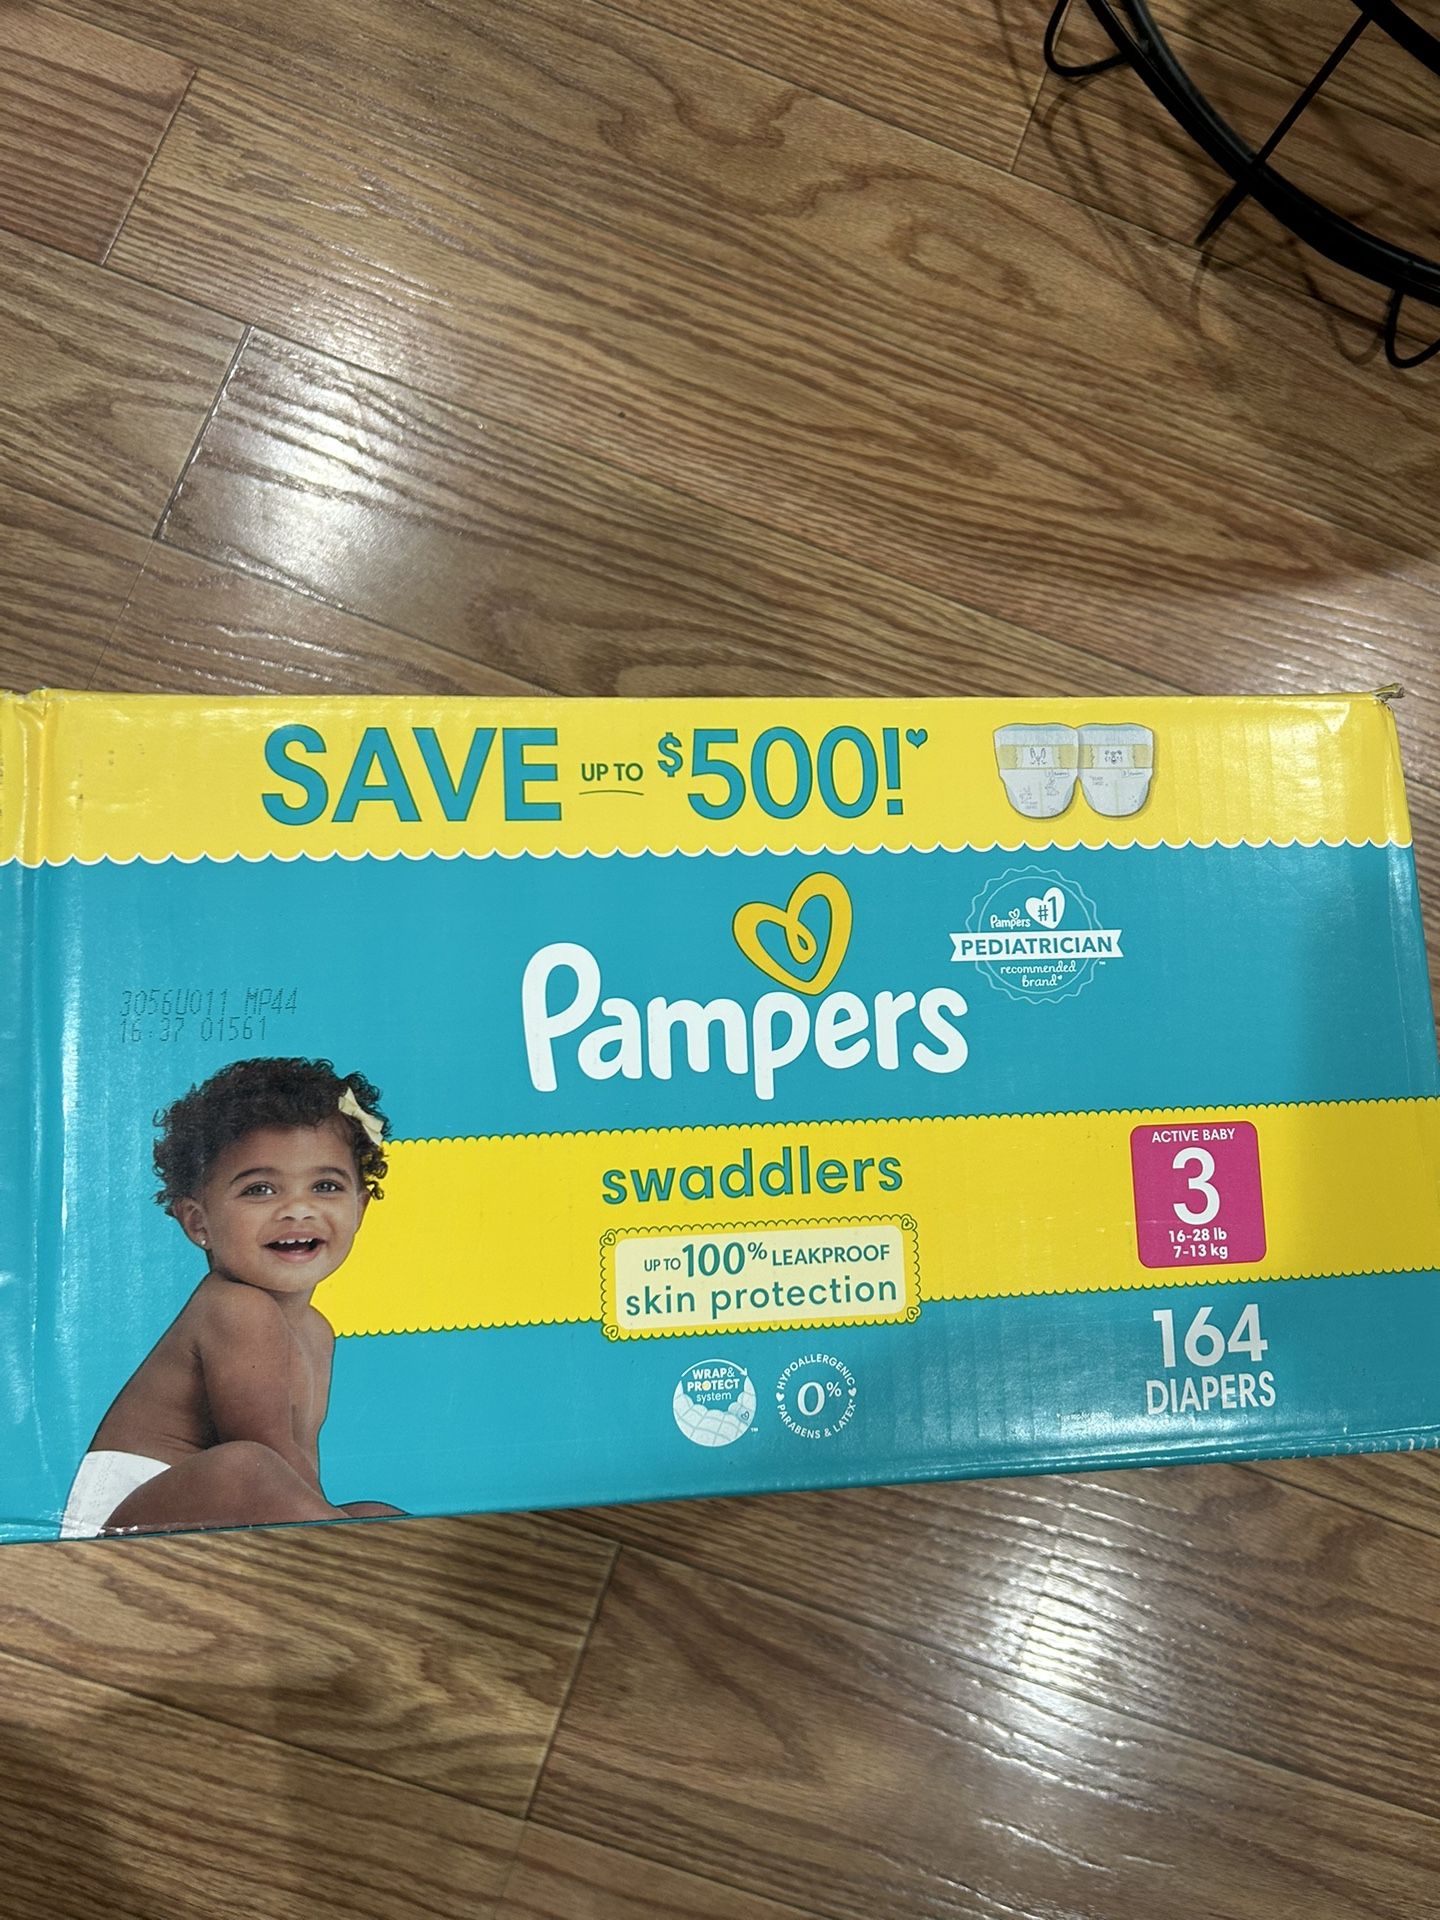 SAVE UP TO $500!
Pampers #1
PEDIATRICIAN
recommended
brand
Pampers
3056U011 MP44
16:37 01561
swaddlers
ACTIVE BABY
3
16-28 lb
7-13 kg
UP TO 100% LEAKPROOF
skin protection
164
DIAPERS
WRAP&
PROTECT
system
HYPOALLERGENIC
0%
PARABENS & LATEX*